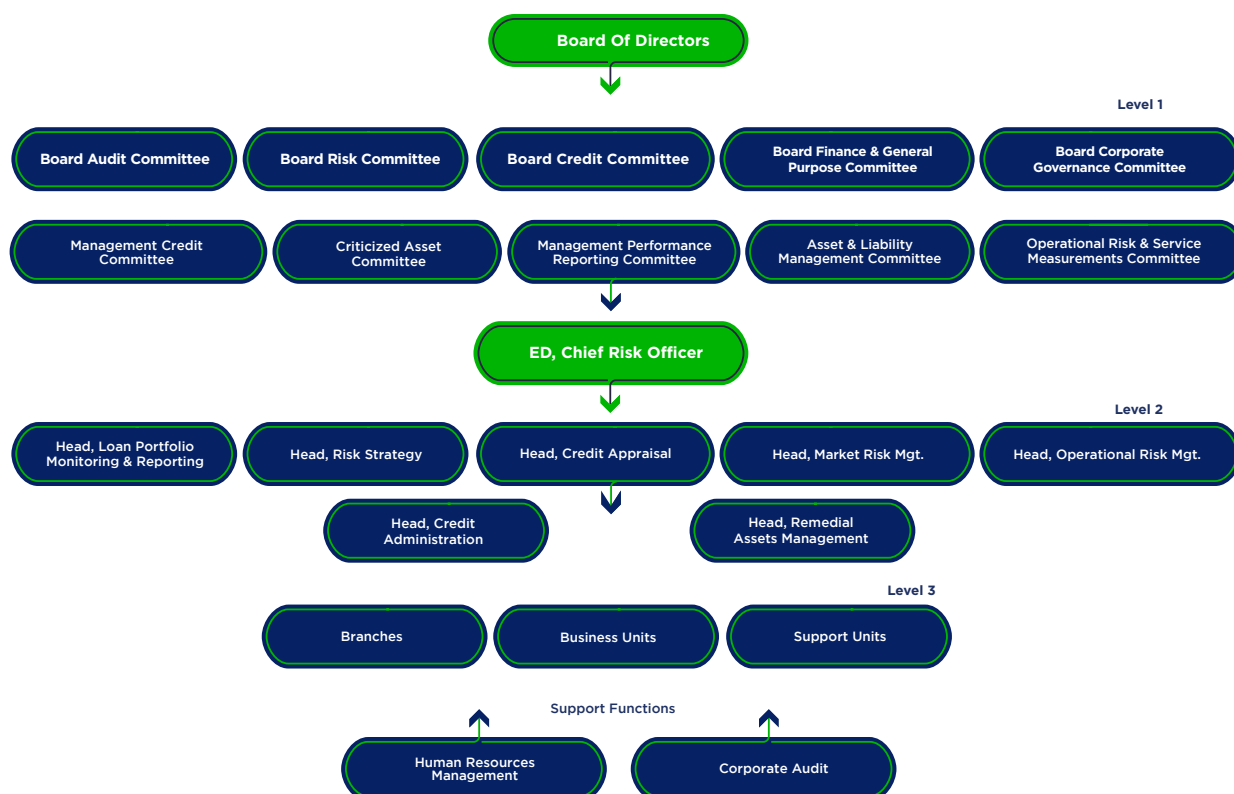 Board Of Directors
Level 1
Board Audit Committee
Board Risk Committee
Board Credit Committee
Board Finance & General
Purpose Committee
Board Corporate
Governance Committee
Management Credit
Committee
Criticized Asset
Committee
Management Performance
Reporting Committee
Asset & Liability
Management Committee
Operational Risk & Service
Measurements Committee
ED, Chief Risk Officer
Level 2
Head, Loan Portfolio
Monitoring & Reporting
Head, Risk Strategy
Head, Credit Appraisal
Head, Market Risk Mgt.
Head, Operational Risk Mgt.
Head, Credit
Administration
Head, Remedial
Assets Management
Level 3
Branches
Business Units
Support Units
Support Functions
Human Resources
Management
Corporate Audit